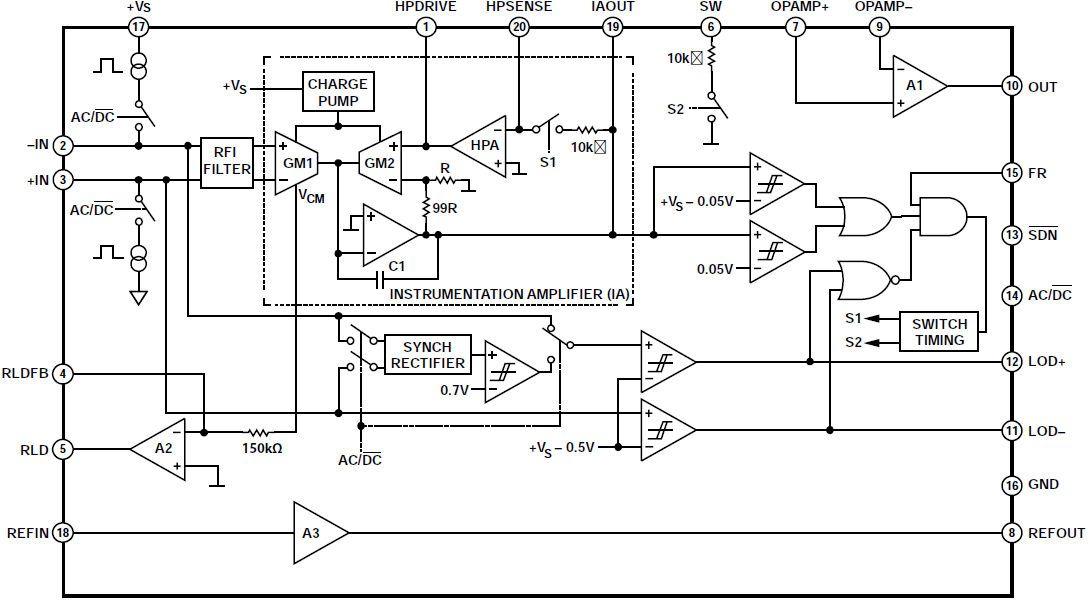 +VS
HPDRIVE
HPSENSE
IAOUT
SW
OPAMP+
OPAMP–
17
1
20
19
6
7
9
10kΩ
+VS
CHARGE
PUMP
S2
A1
10
OUT
AC/DC
–IN
2
RFI
FILTER
GM1
GM2
HPA
S1
10kΩ
+IN
3
VCM
R
99R
15
FR
+VS – 0.05V
AC/DC
13
SDN
C1
0.05V
INSTRUMENTATION AMPLIFIER (IA)
14
AC/DC
S1
S2
SWITCH
TIMING
SYNCH
RECTIFIER
0.7V
12
LOD+
RLDFB
4
11
LOD–
RLD
5
A2
150kΩ
AC/DC
+VS – 0.5V
16
GND
REFIN
18
A3
8
REFOUT